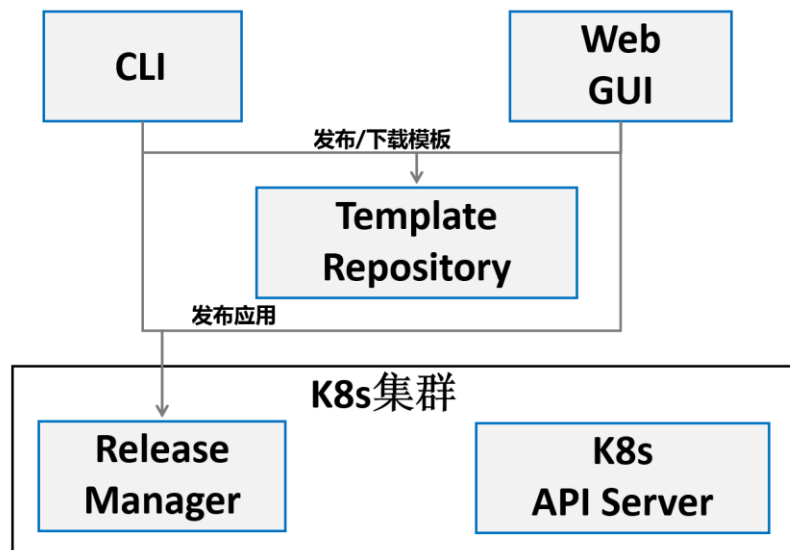 CLI
Web
GUI
发布/下载模板
Template
Repository
发布应用
K8s集群
Release
Manager
K8s
API Server